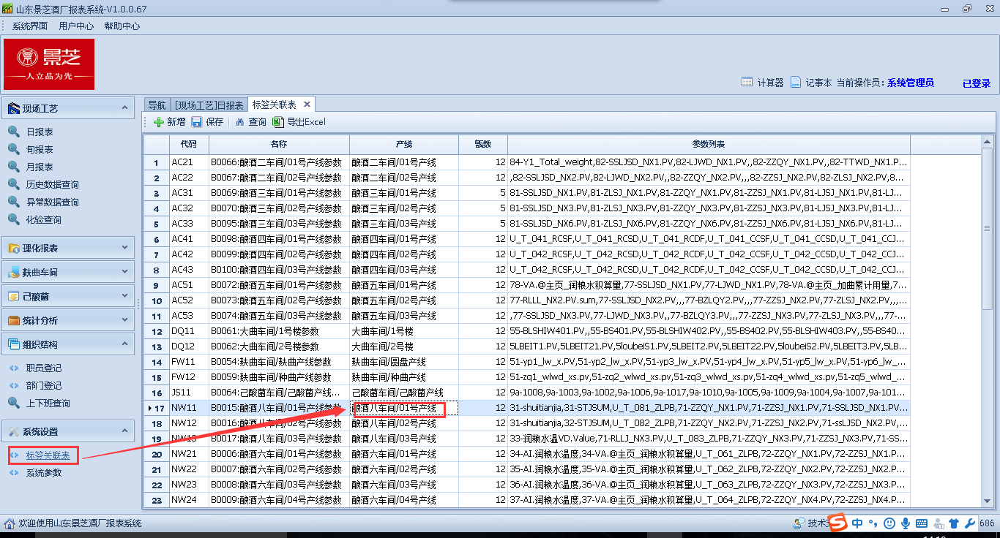 山东景芝酒厂报表系统-V1.0.0.67
系统界面 用户中心 帮助中心
景芝
人立品为先
计算器 记事本 当前操作员: 系统管理员 已登录
现场工艺
日报表
旬报表
月报表
历史数据查询
异常数据查询
化验查询
理化报表
麸曲车间
己酸菌
统计分析
组织结构
职员登记
部门登记
上下班查询
系统设置
标签关联表
系统参数
导航 [现场工艺]日报表 标签关联表
新增 保存 查询 导出Excel
代码 名称 产线 甑数 参数列表
1 AC21 B0066:酿酒二车间/01号产线参数 酿酒二车间/01号产线 12 84-Y1_Total_weight,82-SSLJSD_NX1.PV,82-LJWD_NX1.PV,,82-ZZQY_NX1.PV,,82-TTWD_NX1.P...
2 AC22 B0067:酿酒二车间/02号产线参数 酿酒二车间/02号产线 12 ,82-SSLJSD_NX2.PV,82-LJWD_NX2.PV,,82-ZZQY_NX2.PV,,,82-ZZSJ_NX2.PV,82-ZLSJ_NX2.PV,8...
3 AC31 B0069:酿酒三车间/01号产线参数 酿酒三车间/01号产线 5 81-SSLJSD_NX1.PV,81-ZLSJ_NX1.PV,81-ZZQY_NX1.PV,81-ZZSJ_NX1.PV,81-LJSJ_NX1.PV,81-LJ...
4 AC32 B0070:酿酒三车间/02号产线参数 酿酒三车间/02号产线 5 81-SSLJSD_NX3.PV,81-ZLSJ_NX3.PV,81-ZZQY_NX3.PV,81-ZZSJ_NX3.PV,81-LJSJ_NX3.PV,81-LJ...
5 AC33 B0095:酿酒三车间/03号产线参数 酿酒三车间/03号产线 5 81-SSLJSD_NX6.PV,81-ZLSJ_NX6.PV,81-ZZQY_NX6.PV,81-ZZSJ_NX6.PV,81-LJSJ_NX6.PV,81-LJ...
6 AC41 B0098:酿酒四车间/01号产线参数 酿酒四车间/01号产线 12 U_T_041_RCSF,U_T_041_RCSD,U_T_041_RCDF,U_T_041_CCSF,U_T_041_CCSD,U_T_041_CCJ...
7 AC42 B0099:酿酒四车间/02号产线参数 酿酒四车间/02号产线 12 U_T_042_RCSF,U_T_042_RCSD,U_T_042_RCDF,U_T_042_CCSF,U_T_042_CCSD,U_T_042_CCJ...
8 AC43 B0100:酿酒四车间/03号产线参数 酿酒四车间/03号产线 12 U_T_042_RCSF,U_T_042_RCSD,U_T_042_RCDF,U_T_042_CCSF,U_T_042_CCSD,U_T_042_CCJ...
9 AC51 B0072:酿酒五车间/01号产线参数 酿酒五车间/01号产线 12 78-VA.@主页_润粮水积算量,77-SSLJSD_NX1.PV,77-LJWD_NX1.PV,78-VA.@主页_加曲累计用量,7...
10 AC52 B0073:酿酒五车间/02号产线参数 酿酒五车间/02号产线 12 77-RLLL_NX2.PV.sum,77-SSLJSD_NX2.PV,,,77-BZLQY2.PV,,,77-ZZSJ_NX2.PV,77-ZLSJ_NX2.PV,,,...
11 AC53 B0074:酿酒五车间/03号产线参数 酿酒五车间/03号产线 12 ,77-SSLJSD_NX3.PV,77-LJWD_NX3.PV,,77-BZLQY3.PV,,,77-ZZSJ_NX3.PV,77-ZLSJ_NX3.PV,,,77-...
12 DQ11 B0061:大曲车间/1号楼参数 大曲车间/1号楼 12 55-BLSHIW401.PV,,55-BS401.PV,55-BLSHIW402.PV,,55-BS402.PV,55-BLSHIW403.PV,,55-BS40...
13 DQ12 B0062:大曲车间/2号楼参数 大曲车间/2号楼 12 5LBEIT1.PV,5LBEIT21.PV,5loubeiS1.PV,5LBEIT2.PV,5LBEIT22.PV,5loubeiS2.PV,5LBEIT3.PV,5LB...
14 FW11 B0054:麸曲车间/麸曲产线参数 麸曲车间/圆盘产线 12 51-yp1_lw_x.PV,51-yp2_lw_x.PV,51-yp3_lw_x.PV,51-yp4_lw_x.PV,51-yp5_lw_x.PV,51-yp6_lw_...
15 FW12 B0059:麸曲车间/种曲产线参数 麸曲车间/种曲产线 12 51-zq1_wlwd_xs.pv,51-zq2_wlwd_xs.pv,51-zq3_wlwd_xs.pv,51-zq4_wlwd_xs.pv,51-zq5_wlwd...
16 JS11 B0064:己酸菌车间/己酸菌产线... 己酸菌车间/己酸菌产线 12 9a-1008,9a-1003,9a-1002,9a-1010,9a-1017,9a-1005,9a-1009,9a-1004,9a-1007,9a-101...
17 NW11 B0015:酿酒八车间/01号产线参数 酿酒八车间/01号产线 12 31-shuitianjia,31-STJSUM,U_T_081_ZLPB,71-ZZQY_NX1.PV,71-ZZSJ_NX1.PV,71-SSLJSD_NX1.PV...
18 NW12 B0016:酿酒八车间/02号产线参数 酿酒八车间/02号产线 12 31-shuitianjia,32-STJSUM,U_T_082_ZLPB,71-ZZQY_NX2.PV,71-ZZSJ_NX2.PV,71-sLJSD_NX2.PV...
19 NW13 B0017:酿酒八车间/03号产线参数 酿酒八车间/03号产线 12 33-润粮水温VD.Value,71-RLLJ_NX3.PV,U_T_083_ZLPB,71-ZZQY_NX3.PV,71-ZZSJ_NX3.PV,71-SS...
20 NW21 B0006:酿酒六车间/01号产线参数 酿酒六车间/01号产线 12 34-AI.润粮水温度,34-VA.@主页_润粮水积算量,U_T_061_ZLPB,72-ZZQY_NX1.PV,72-ZZSJ_NX1.P...
21 NW22 B0007:酿酒六车间/02号产线参数 酿酒六车间/02号产线 12 35-AI.润粮水温度,35-VA.@主页_润粮水积算量,U_T_062_ZLPB,72-ZZQY_NX2.PV,72-ZZSJ_NX2.P...
22 NW23 B0008:酿酒六车间/03号产线参数 酿酒六车间/03号产线 12 36-AI.润粮水温度,36-VA.@主页_润粮水积算量,U_T_063_ZLPB,72-ZZQY_NX3.PV,72-ZZSJ_NX3.P...
23 NW24 B0009:酿酒六车间/04号产线参数 酿酒六车间/04号产线 12 37-AI.润粮水温度,37-VA.@主页_润粮水积算量,U_T_064_ZLPB,72-ZZQY_NX4.PV,72-ZZSJ_NX4.P...
欢迎使用山东景芝酒厂报表系统 技术 中 686